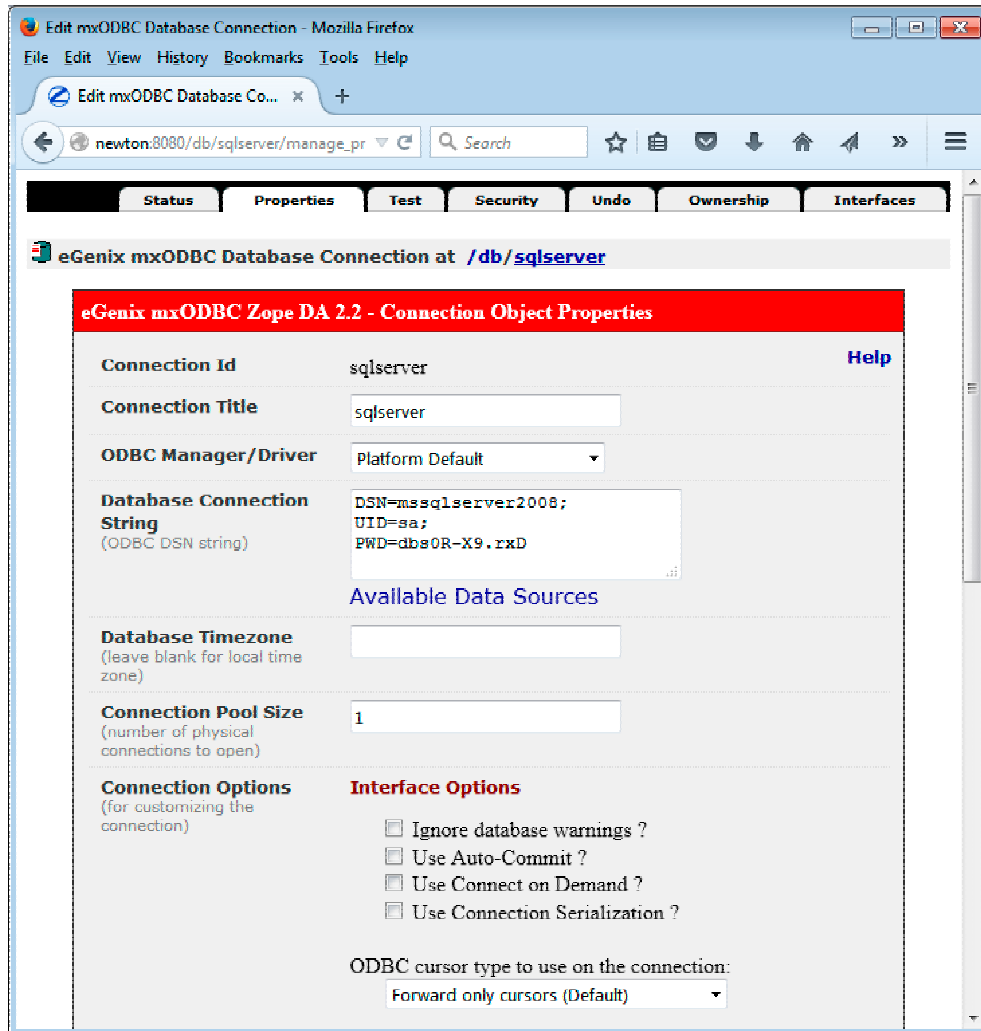 Edit mxODBC Database Connection - Mozilla Firefox
File Edit View History Bookmarks Tools Help
Edit mxODBC Database Co... × +
newton:8080/db/sqlserver/manage_pr Search
Status Properties Test Security Undo Ownership Interfaces
eGenix mxODBC Database Connection at /db/sqlserver
eGenix mxODBC Zope DA 2.2 - Connection Object Properties
Connection Id sqlserver Help
Connection Title sqlserver
ODBC Manager/Driver Platform Default
Database Connection String
(ODBC DSN string)
DSN=mssqlserver2008;
UID=sa;
PWD=dbs0R-X9.rxD
Available Data Sources
Database Timezone
(leave blank for local time
zone)
Connection Pool Size 1
(number of physical
connections to open)
Connection Options
(for customizing the
connection)
Interface Options
Ignore database warnings ?
Use Auto-Commit ?
Use Connect on Demand ?
Use Connection Serialization ?
ODBC cursor type to use on the connection:
Forward only cursors (Default)